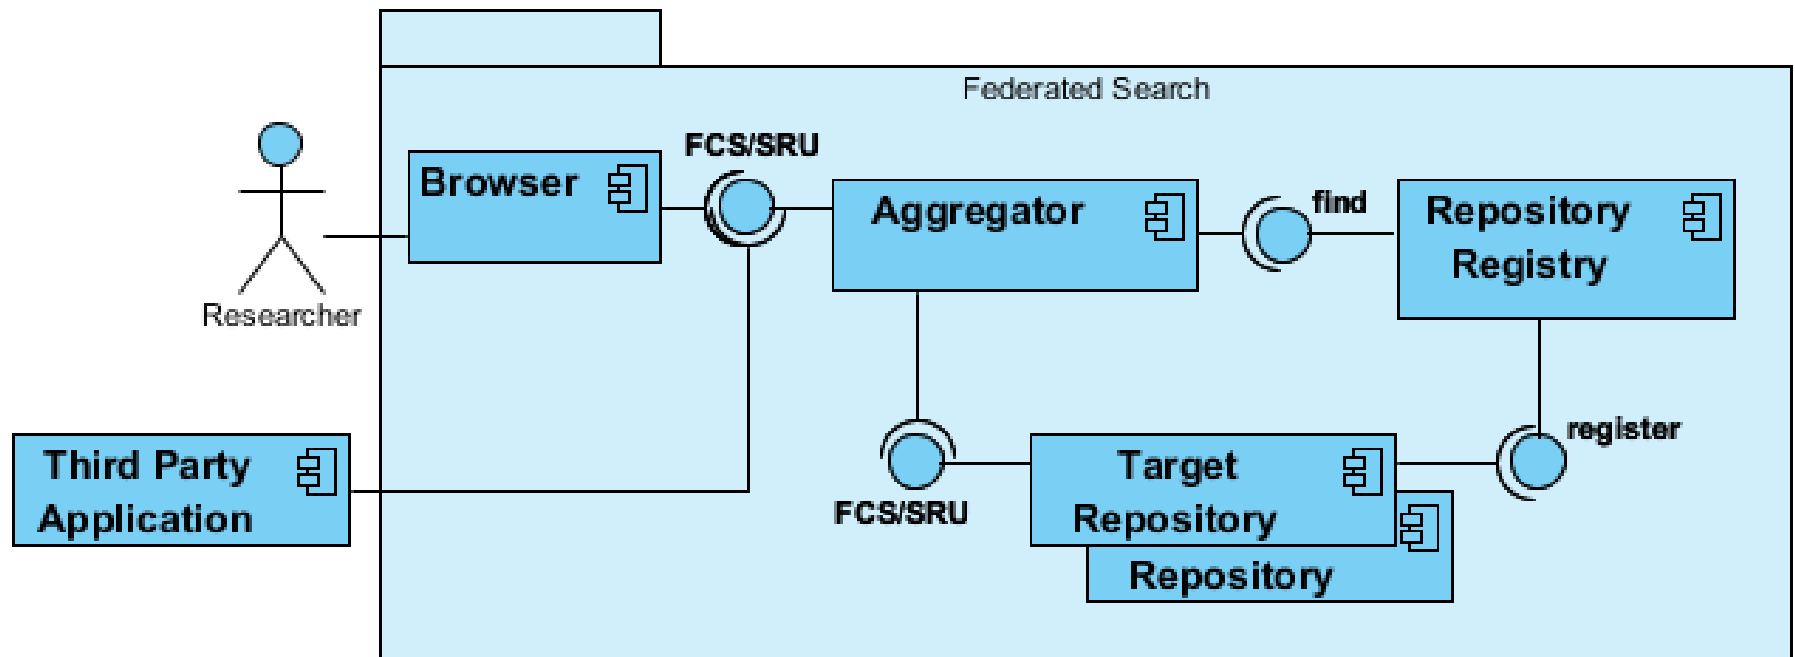 Federated Search
FCS/SRU
Browser
Aggregator
find
Repository
Registry
Researcher
Third Party
Application
FCS/SRU
Target
Repository
register
Repository